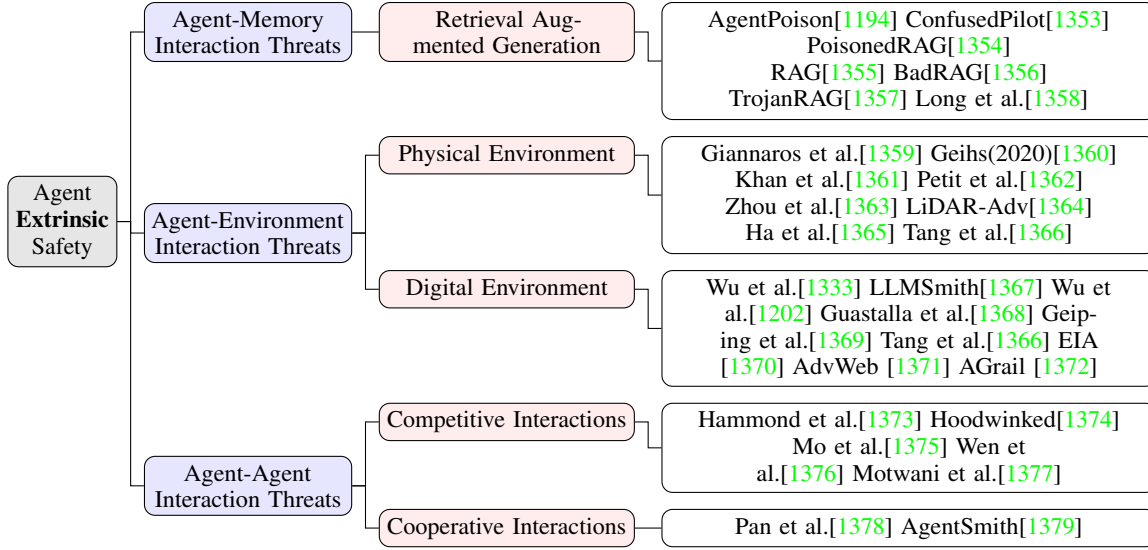 Agent
Extrinsic
Safety
Agent-Memory
Interaction Threats
Retrieval Aug-
mented Generation
AgentPoison[1194] ConfusedPilot[1353]
PoisonedRAG[1354]
RAG[1355] BadRAG[1356]
TrojanRAG[1357] Long et al.[1358]
Agent-Environment
Interaction Threats
Physical Environment
Giannaros et al.[1359] Geihs(2020)[1360]
Khan et al.[1361] Petit et al.[1362]
Zhou et al.[1363] LiDAR-Adv[1364]
Ha et al.[1365] Tang et al.[1366]
Digital Environment
Wu et al.[1333] LLMSmith[1367] Wu et
al.[1202] Guastalla et al.[1368] Geip-
ing et al.[1369] Tang et al.[1366] EIA
[1370] AdvWeb [1371] AGrail [1372]
Agent-Agent
Interaction Threats
Competitive Interactions
Hammond et al.[1373] Hoodwinked[1374]
Mo et al.[1375] Wen et
al.[1376] Motwani et al.[1377]
Cooperative Interactions
Pan et al.[1378] AgentSmith[1379]